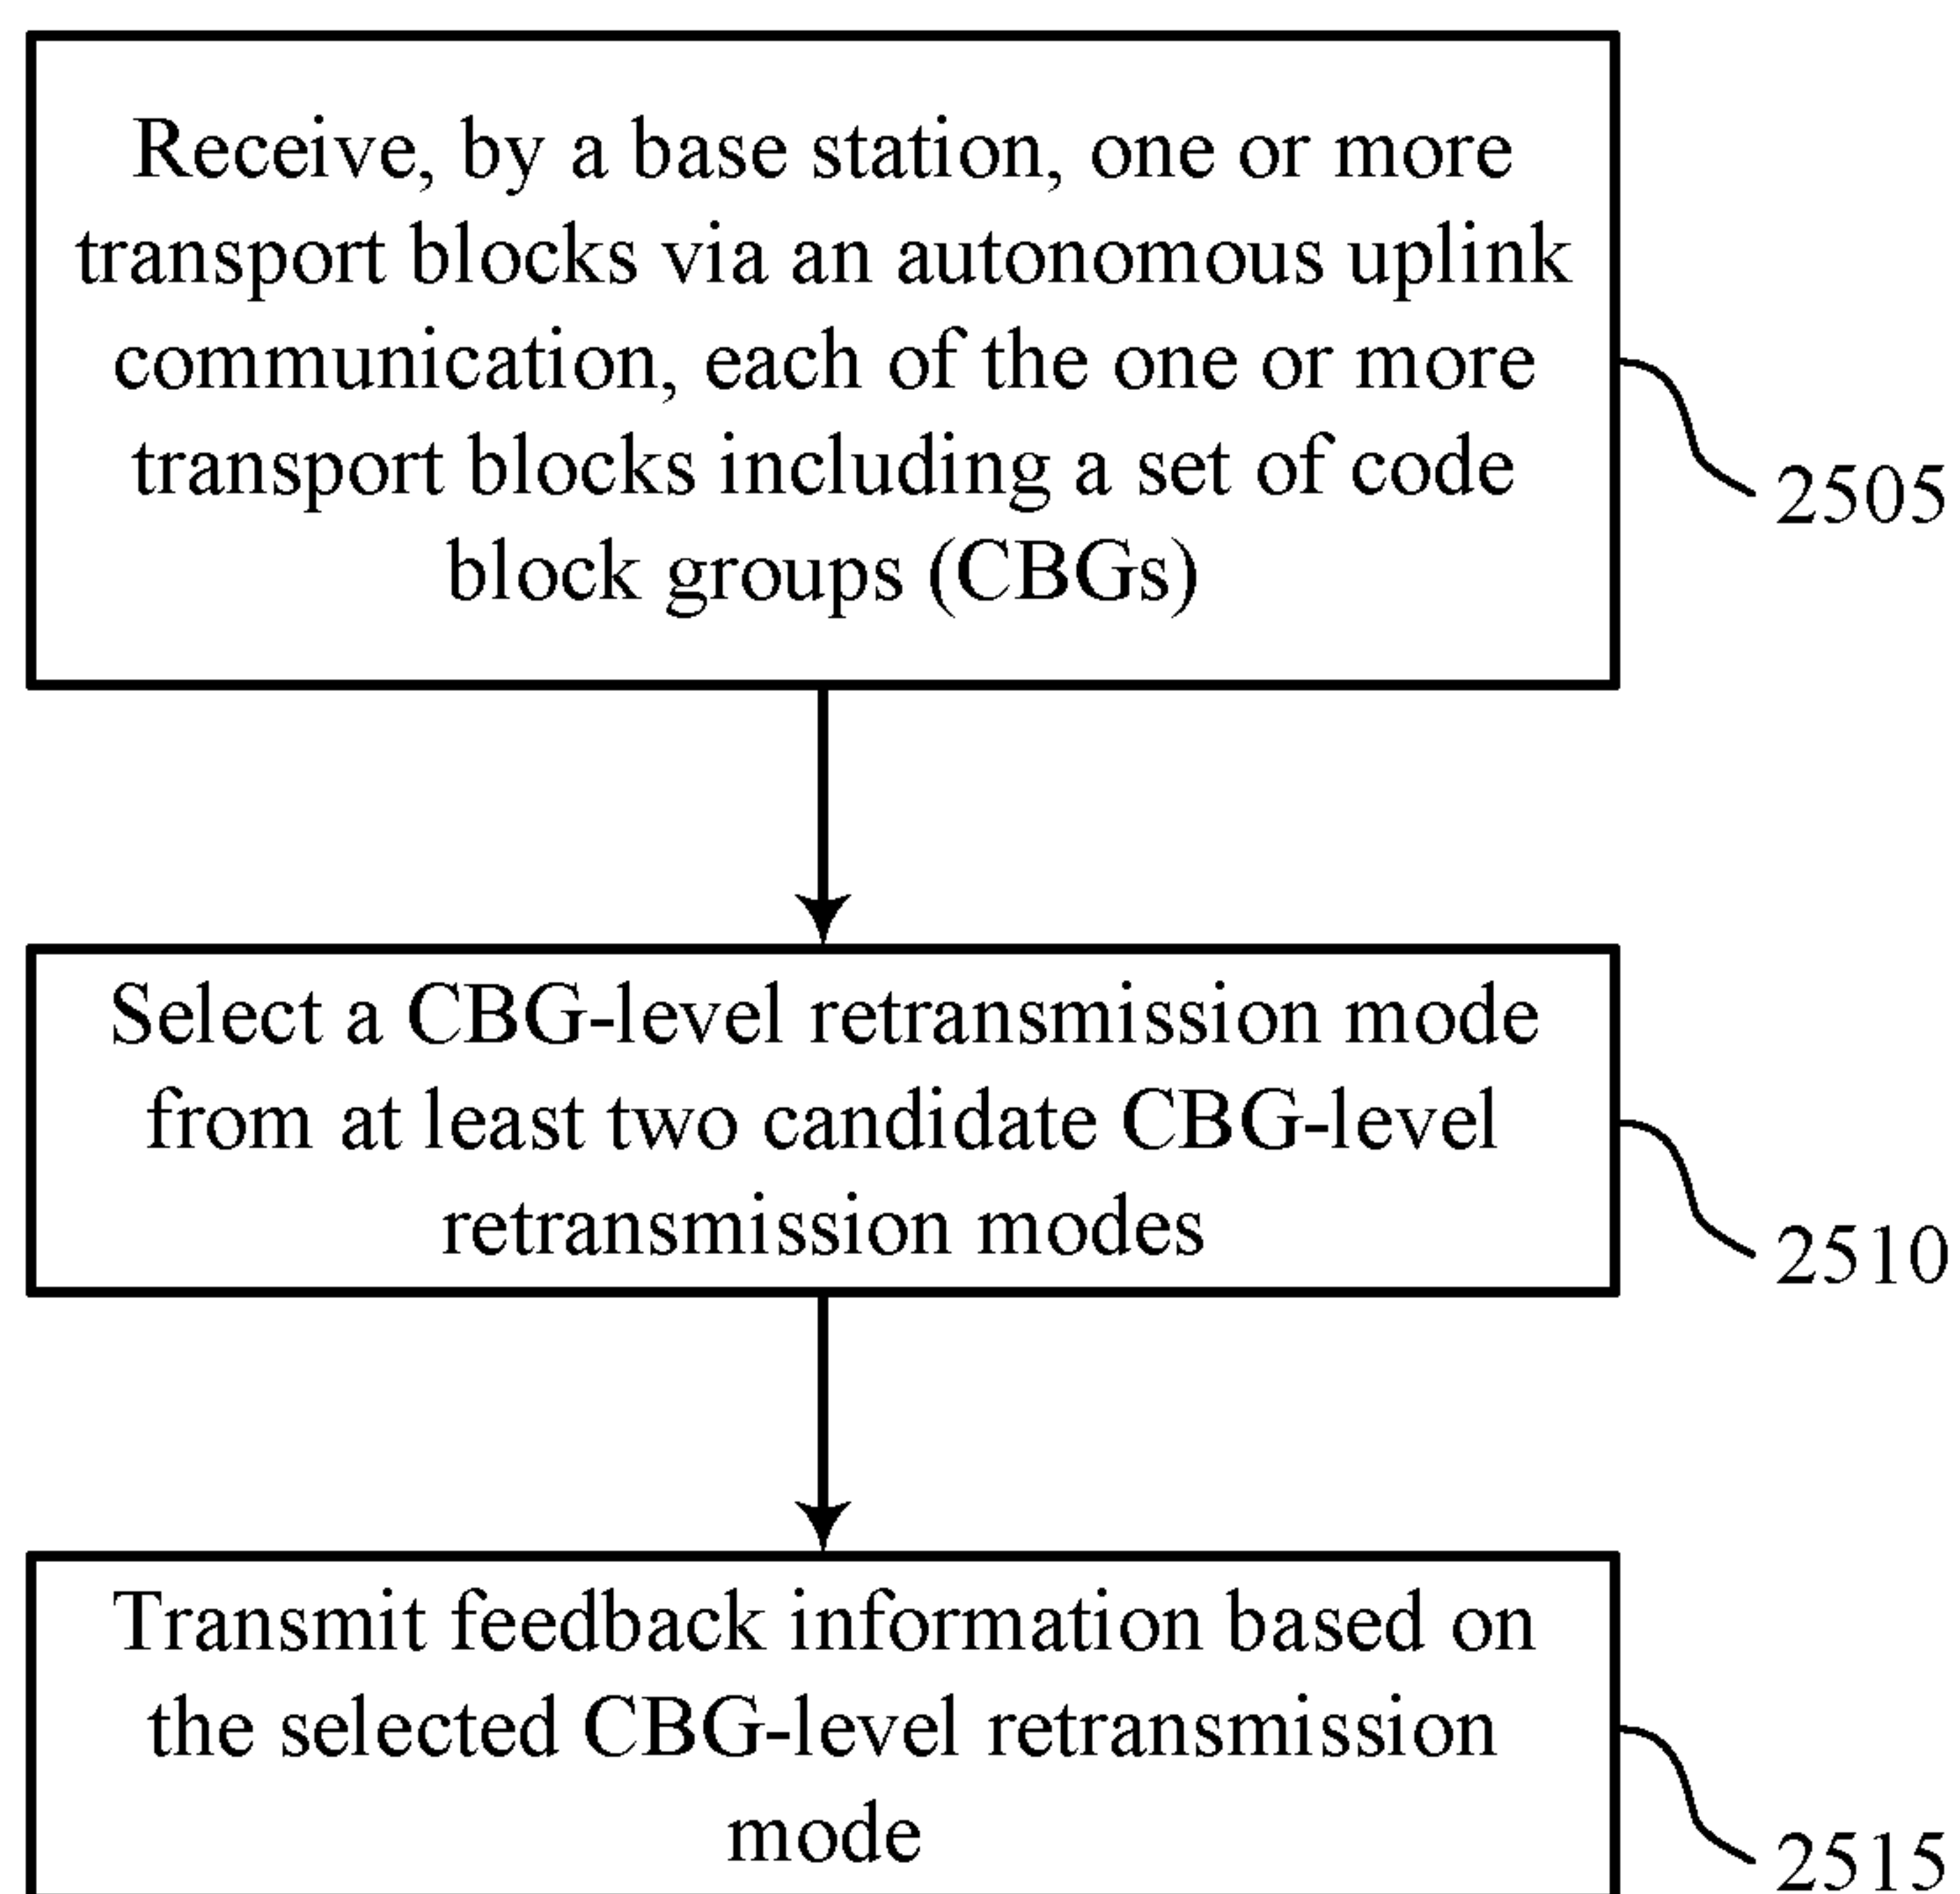 Receive, by a base station, one or more
transport blocks via an autonomous uplink
communication, each of the one or more
transport blocks including a set of code
block groups (CBGs)
2505
Select a CBG-level retransmission mode
from at least two candidate CBG-level
retransmission modes
2510
Transmit feedback information based on
the selected CBG-level retransmission
mode
2515